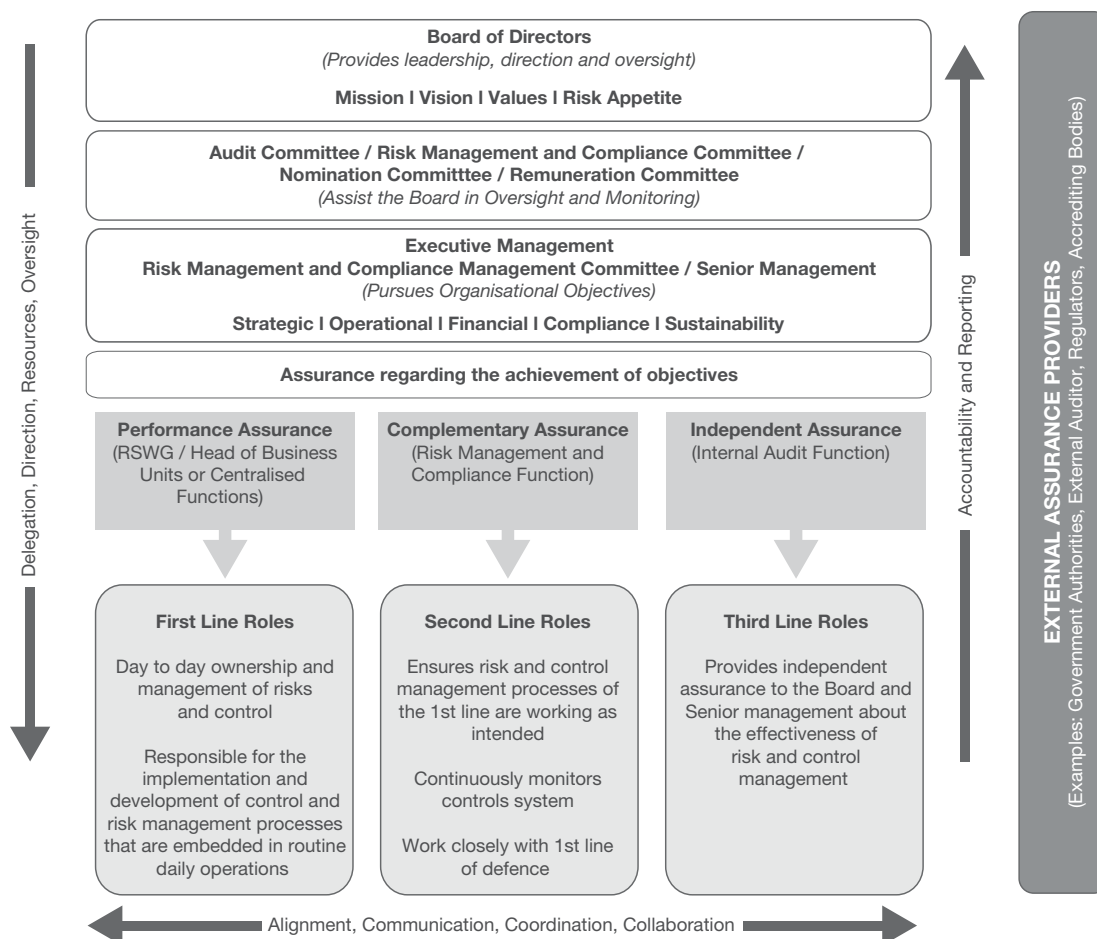 Board of Directors
(Provides leadership, direction and oversight)
Mission I Vision I Values I Risk Appetite
Audit Committee / Risk Management and Compliance Committee /
Nomination Committtee / Remuneration Committee
(Assist the Board in Oversight and Monitoring)
Executive Management
Risk Management and Compliance Management Committee / Senior Management
(Pursues Organisational Objectives)
Strategic I Operational I Financial I Compliance I Sustainability
Assurance regarding the achievement of objectives
Performance Assurance
(RSWG / Head of Business
Units or Centralised
Functions)
Complementary Assurance
(Risk Management and
Compliance Function)
Independent Assurance
(Internal Audit Function)
First Line Roles
Day to day ownership and
management of risks
and control
Responsible for the
implementation and
development of control and
risk management processes
that are embedded in routine
daily operations
Second Line Roles
Ensures risk and control
management processes of
the 1st line are working as
intended
Continuously monitors
controls system
Work closely with 1st line
of defence
Third Line Roles
Provides independent
assurance to the Board and
Senior management about
the effectiveness of
risk and control
management
Delegation, Direction, Resources, Oversight
Accountability and Reporting
Alignment, Communication, Coordination, Collaboration
EXTERNAL ASSURANCE PROVIDERS
(Examples: Government Authorities, External Auditor, Regulators, Accrediting Bodies)